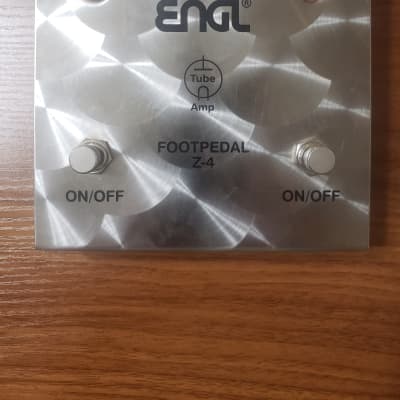 ENGL®
Tube
Amp
FOOTPEDAL
Z-4
ON/OFF ON/OFF